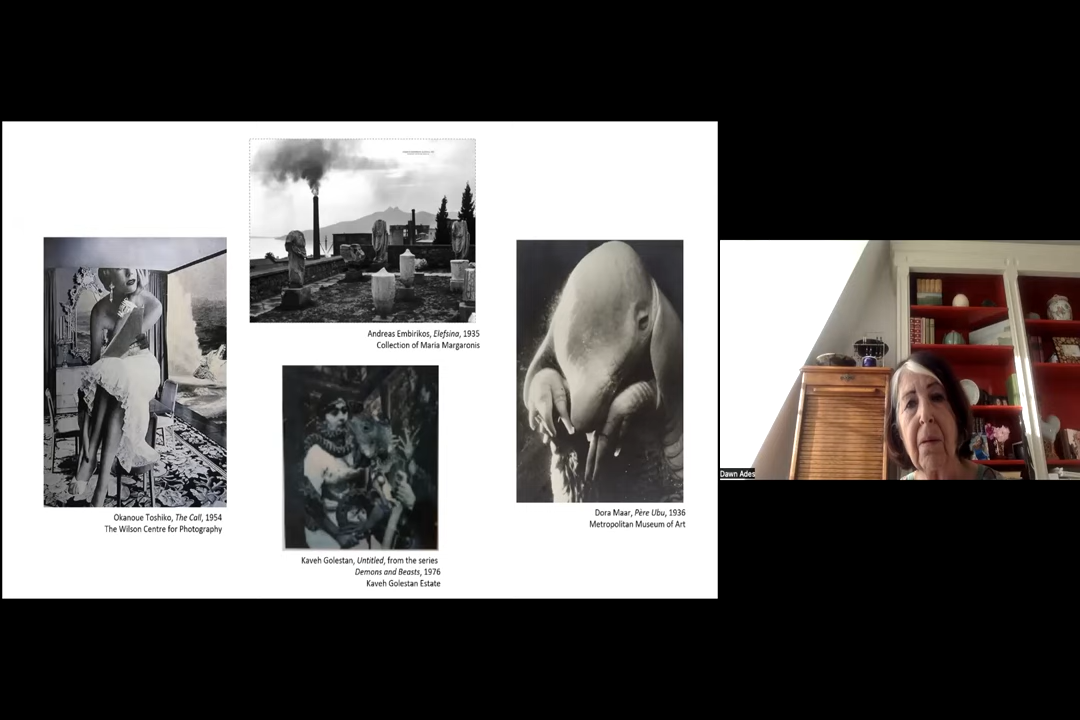 Andreas Embirikos, Elefsina, 1935
Collection of Maria Margaronis
Okanoue Toshiko, The Call, 1954
The Wilson Centre for Photography
Kaveh Golestan, Untitled, from the series
Demons and Beasts, 1976
Kaveh Golestan Estate
Dora Maar, Père Ubu, 1936
Metropolitan Museum of Art
Dawn Ades